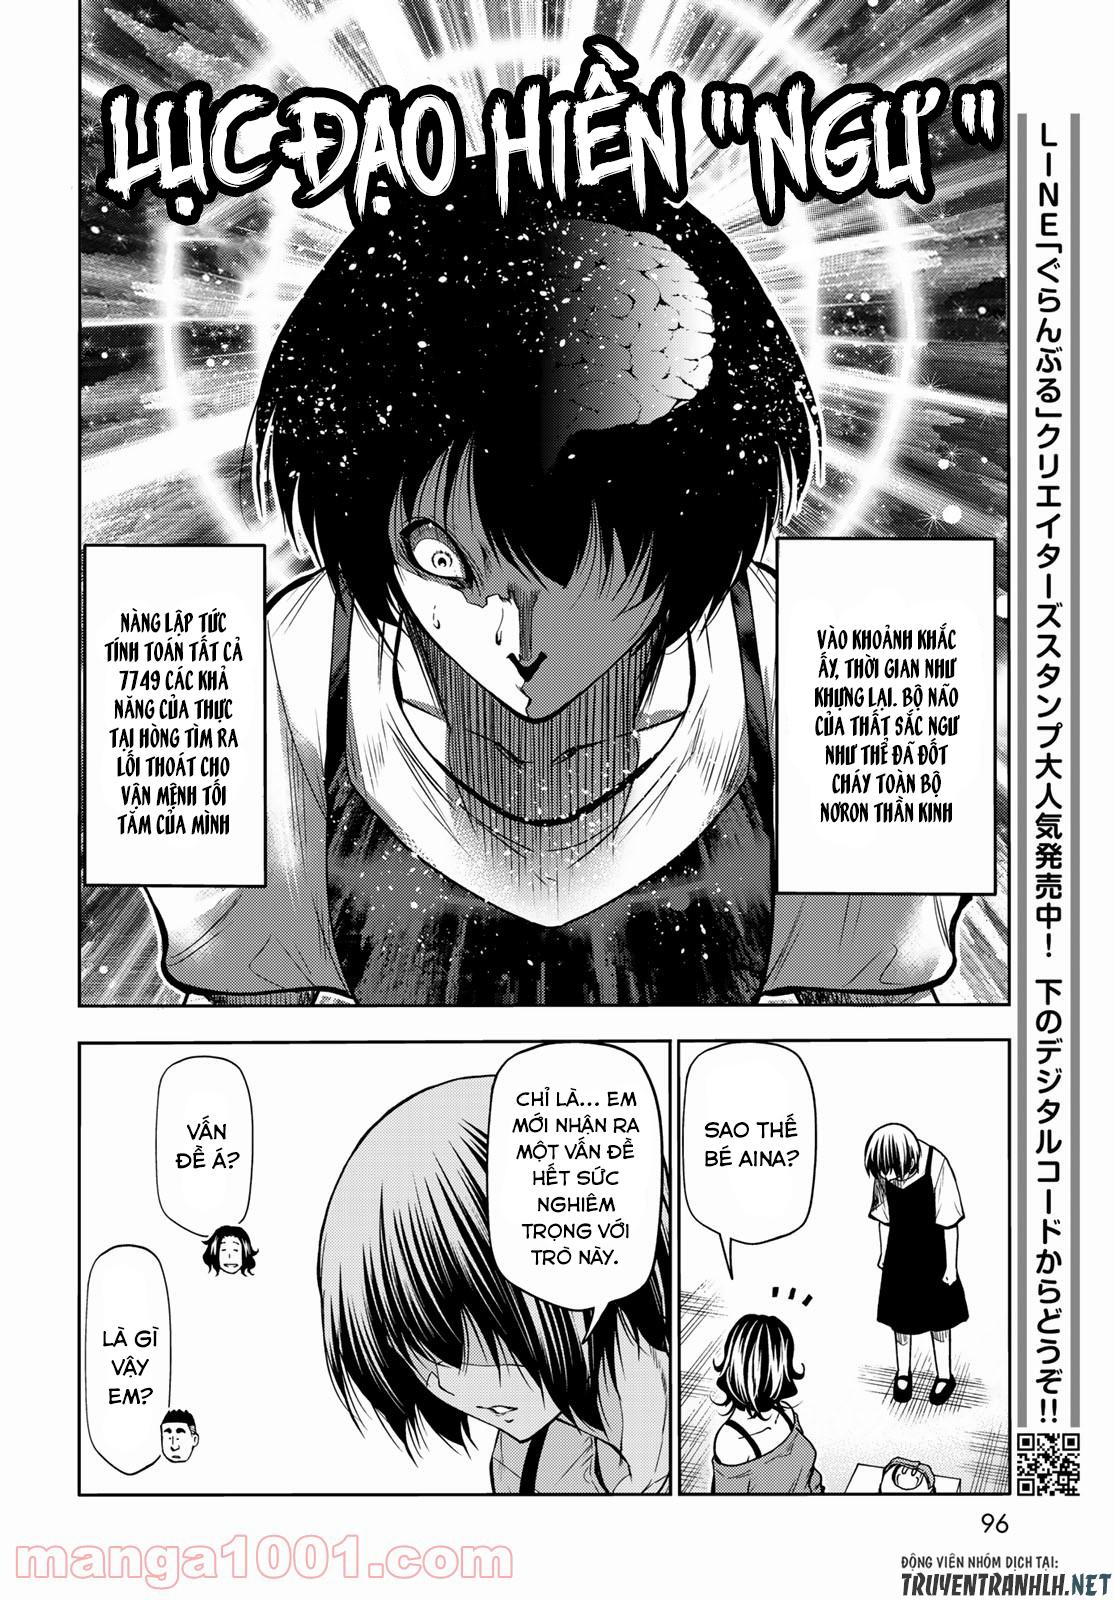 LỤC ĐẠO HIỀN "NGƯ"
VÀO KHOẢNH KHẮC
ẤY, THỜI GIAN NHƯ
KHỰNG LẠI. BỘ NÃO
CỦA THẤT SẮC NGƯ
NHƯ THỂ ĐÃ ĐỐT
CHÁY TOÀN BỘ
NƠRON THẦN KINH
NÀNG LẬP TỨC
TÍNH TOÁN TẤT CẢ
7749 CÁC KHẢ
NĂNG CỦA THỰC
TẠI HÒNG TÌM RA
LỐI THOÁT CHO
VẬN MỆNH TỐI
TĂM CỦA MÌNH
SAO THẾ
BÉ AINA?
CHỈ LÀ... EM
MỚI NHẬN RA
MỘT VẤN ĐỀ
HẾT SỨC
NGHIÊM
TRỌNG VỚI
TRÒ NÀY.
VẤN
ĐỀ Á?
LÀ GÌ
VẬY
EM?
LINE「ぐらんぶる」クリエイターズスタンプ大人気発売中！ 下のデジタルコードからどうぞ!!
96
manga1001.com
ĐỘNG VIÊN NHÓM DỊCH TẠI:
TRUYENTRANHLH.NET